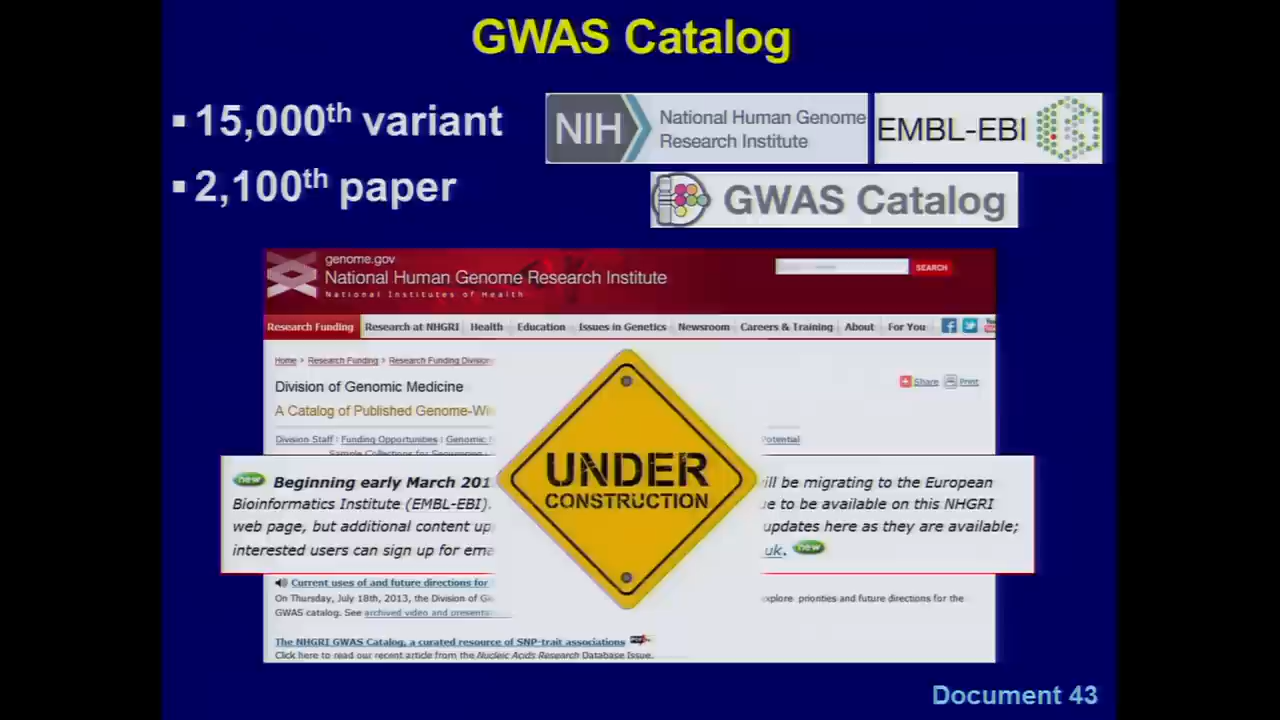 GWAS Catalog
▪ 15,000th variant
▪ 2,100th paper
NIH National Human Genome Research Institute
EMBL-EBI
GWAS Catalog
genome.gov
National Human Genome Research Institute
National Institutes of Health
SEARCH
Research Funding Research at NHGRI Health Education Issues in Genetics Newsroom Careers & Training About For You
Home > Research Funding > Research Funding Divisions
Share Print
Division of Genomic Medicine
A Catalog of Published Genome-Wi
Division Staff Funding Opportunities Genomic Potential
Sample Collections for Sequencing
new Beginning early March 201 ill be migrating to the European
Bioinformatics Institute (EMBL-EBI). ue to be available on this NHGRI
web page, but additional content up updates here as they are available;
interested users can sign up for ema uk. new
UNDER
CONSTRUCTION
Current uses of and future directions for
On Thursday, July 18th, 2013, the Division of Ge explore priorities and future directions for the
GWAS catalog. See archived video and presenta
The NHGRI GWAS Catalog, a curated resource of SNP-trait associations
Click here to read our recent article from the Nucleic Acids Research Database Issue.
Document 43